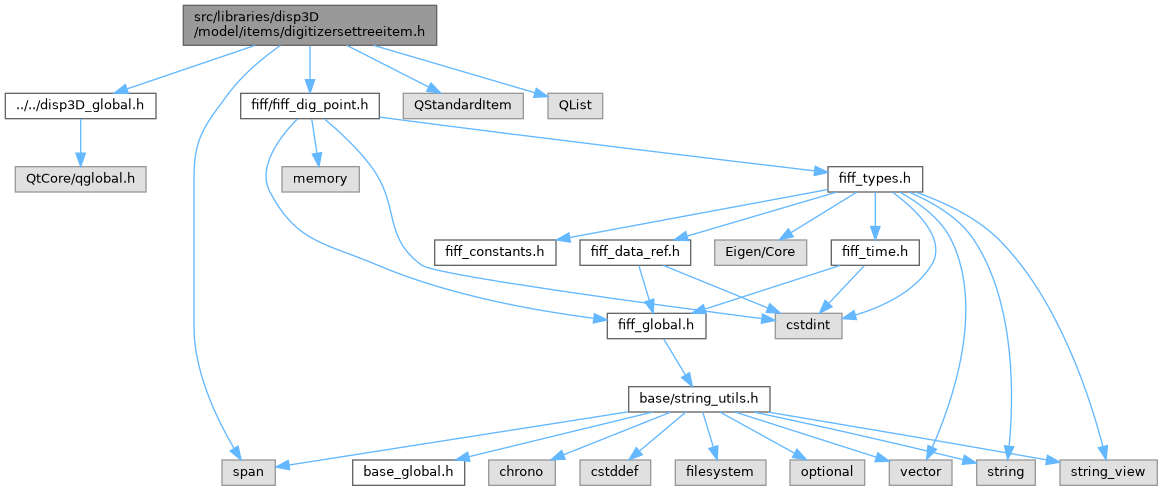 src/libraries/disp3D
/model/items/digitizersettreeitem.h
../../disp3D_global.h
fiff/fiff_dig_point.h
QStandardItem
QList
QtCore/qglobal.h
memory
fiff_types.h
fiff_constants.h
fiff_data_ref.h
Eigen/Core
fiff_time.h
fiff_global.h
cstdint
base/string_utils.h
span
base_global.h
chrono
cstddef
filesystem
optional
vector
string
string_view